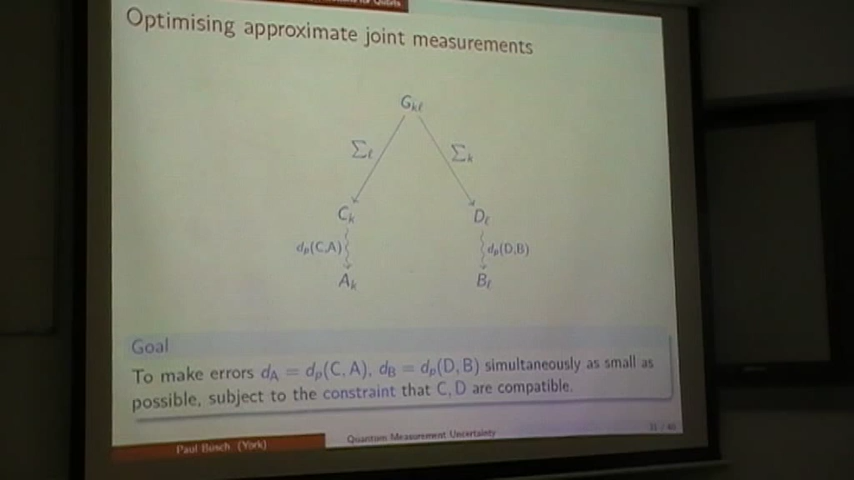 Optimising approximate joint measurements
G_{kℓ}
Σ_ℓ Σ_k
C_k D_ℓ
d_p(C,A) d_p(D,B)
A_k B_ℓ
Goal
To make errors d_A = d_p(C, A), d_B = d_p(D, B) simultaneously as small as
possible, subject to the constraint that C, D are compatible.
Paul Busch (York) Quantum Measurement Uncertainty 31 / 40